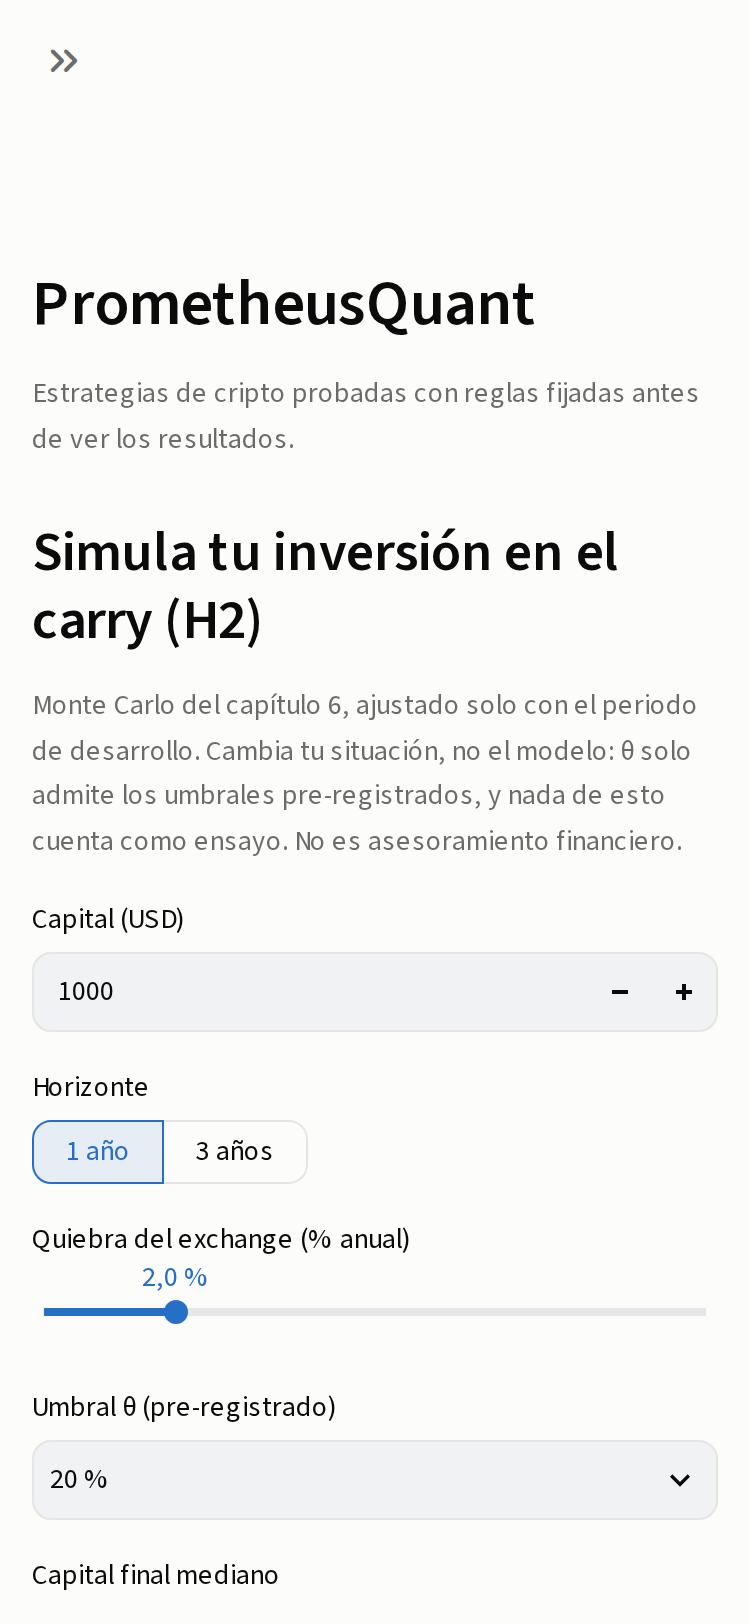 PrometheusQuant
Estrategias de cripto probadas con reglas fijadas antes
de ver los resultados.
Simula tu inversión en el
carry (H2)
Monte Carlo del capítulo 6, ajustado solo con el periodo
de desarrollo. Cambia tu situación, no el modelo: θ solo
admite los umbrales pre-registrados, y nada de esto
cuenta como ensayo. No es asesoramiento financiero.
Capital (USD)
1000
Horizonte
1 año 3 años
Quiebra del exchange (% anual)
2,0 %
Umbral θ (pre-registrado)
20 %
Capital final mediano